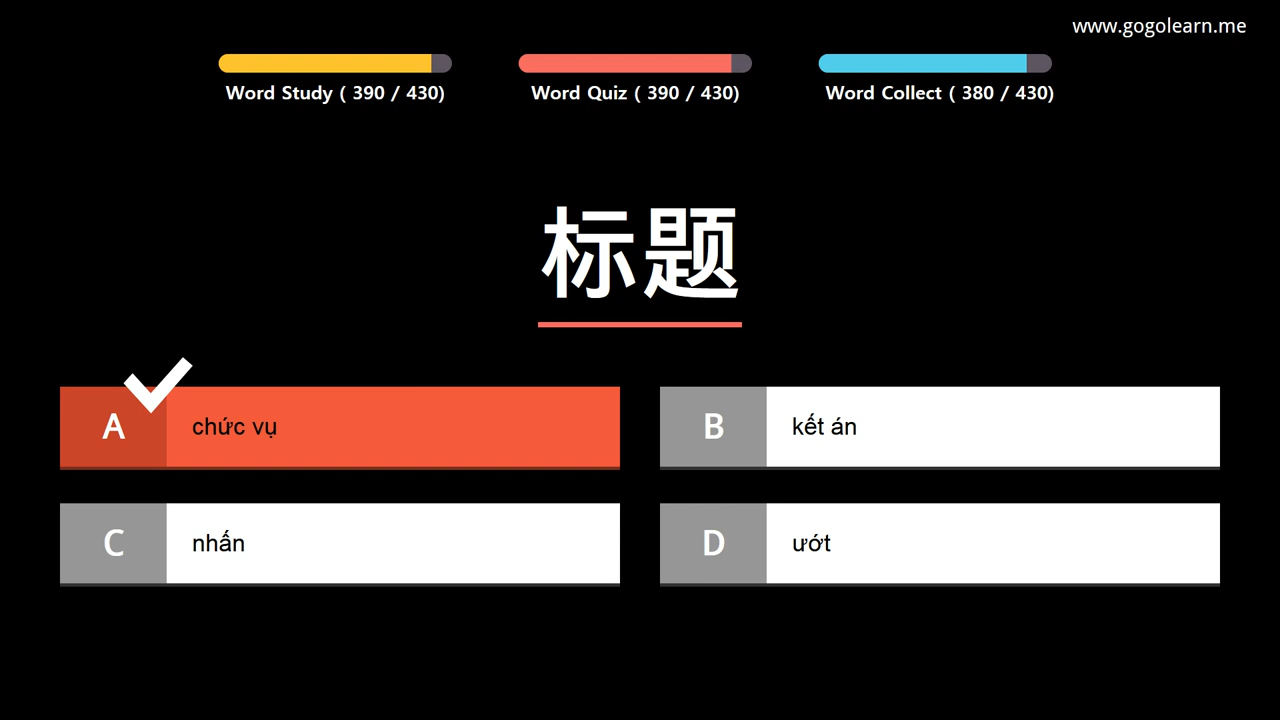 www.gogolearn.me
Word Study ( 390 / 430)
Word Quiz ( 390 / 430)
Word Collect ( 380 / 430)
标题
A chức vụ
B kết án
C nhấn
D ướt